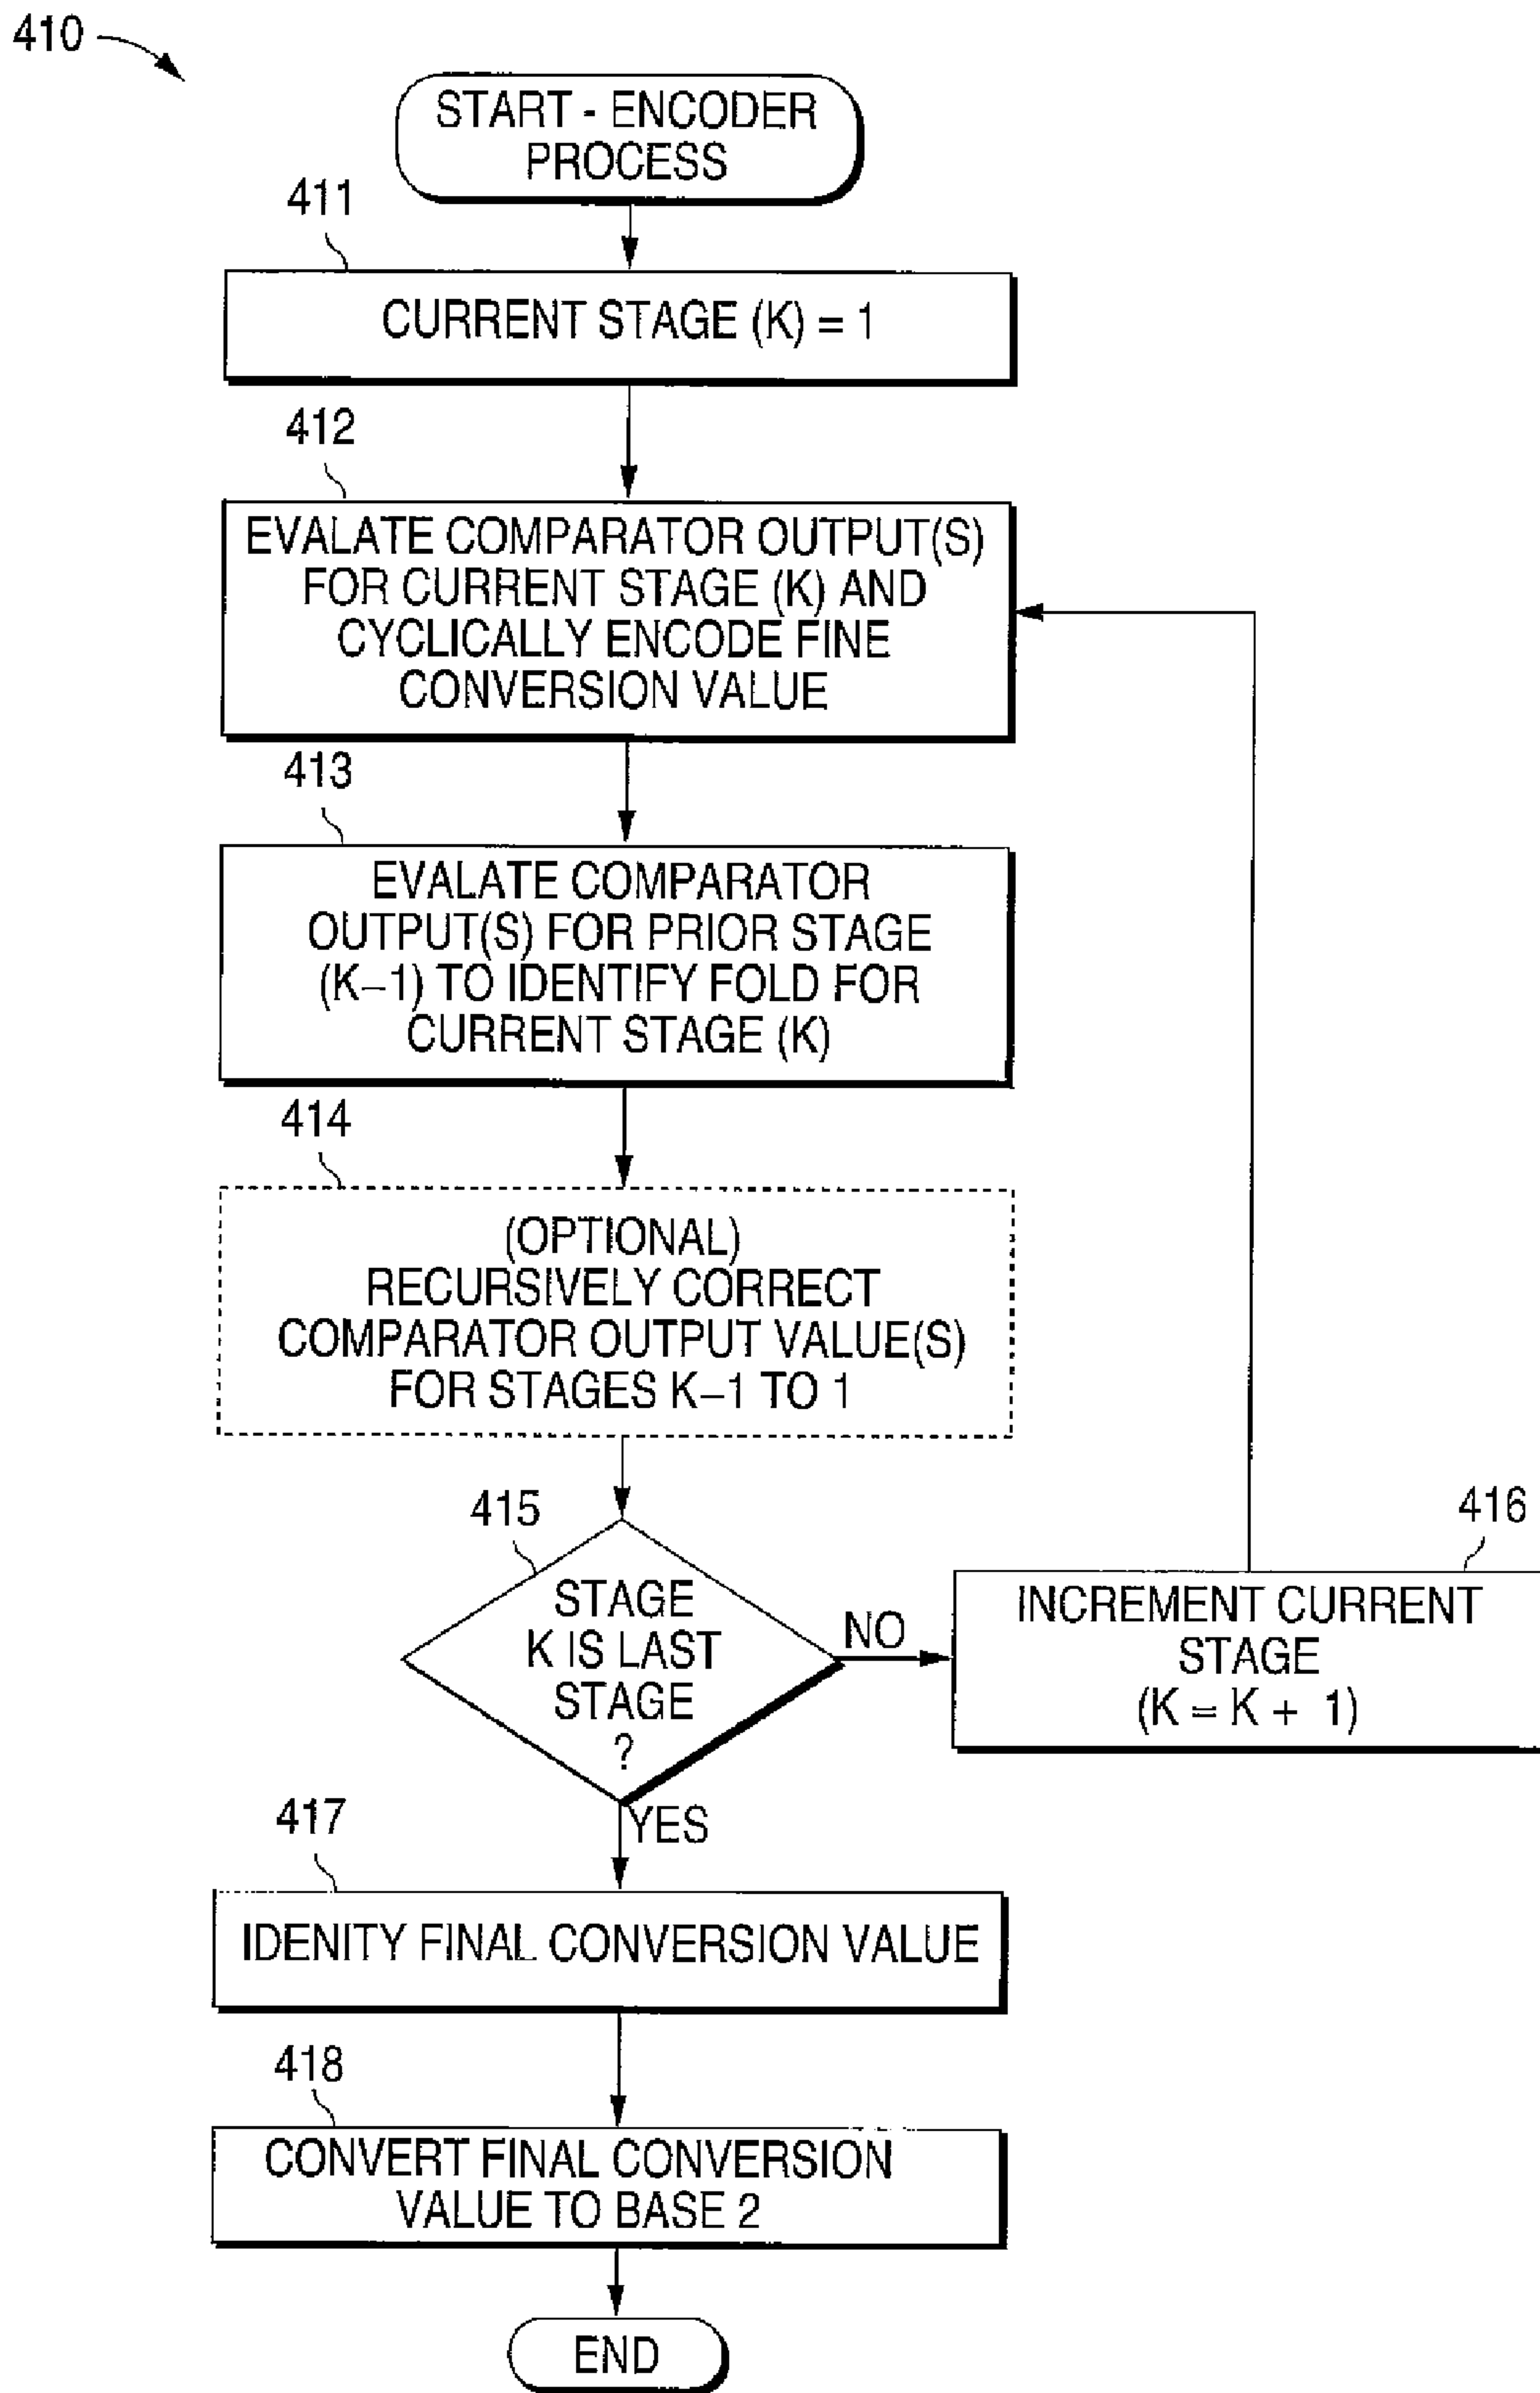 410
START - ENCODER
PROCESS
411
CURRENT STAGE (K) = 1
412
EVALATE COMPARATOR OUTPUT(S)
FOR CURRENT STAGE (K) AND
CYCLICALLY ENCODE FINE
CONVERSION VALUE
413
EVALATE COMPARATOR
OUTPUT(S) FOR PRIOR STAGE
(K–1) TO IDENTIFY FOLD FOR
CURRENT STAGE (K)
414
(OPTIONAL)
RECURSIVELY CORRECT
COMPARATOR OUTPUT VALUE(S)
FOR STAGES K–1 TO 1
415
STAGE
K IS LAST
STAGE
?
NO
416
INCREMENT CURRENT
STAGE
(K = K + 1)
YES
417
IDENITY FINAL CONVERSION VALUE
418
CONVERT FINAL CONVERSION
VALUE TO BASE 2
END